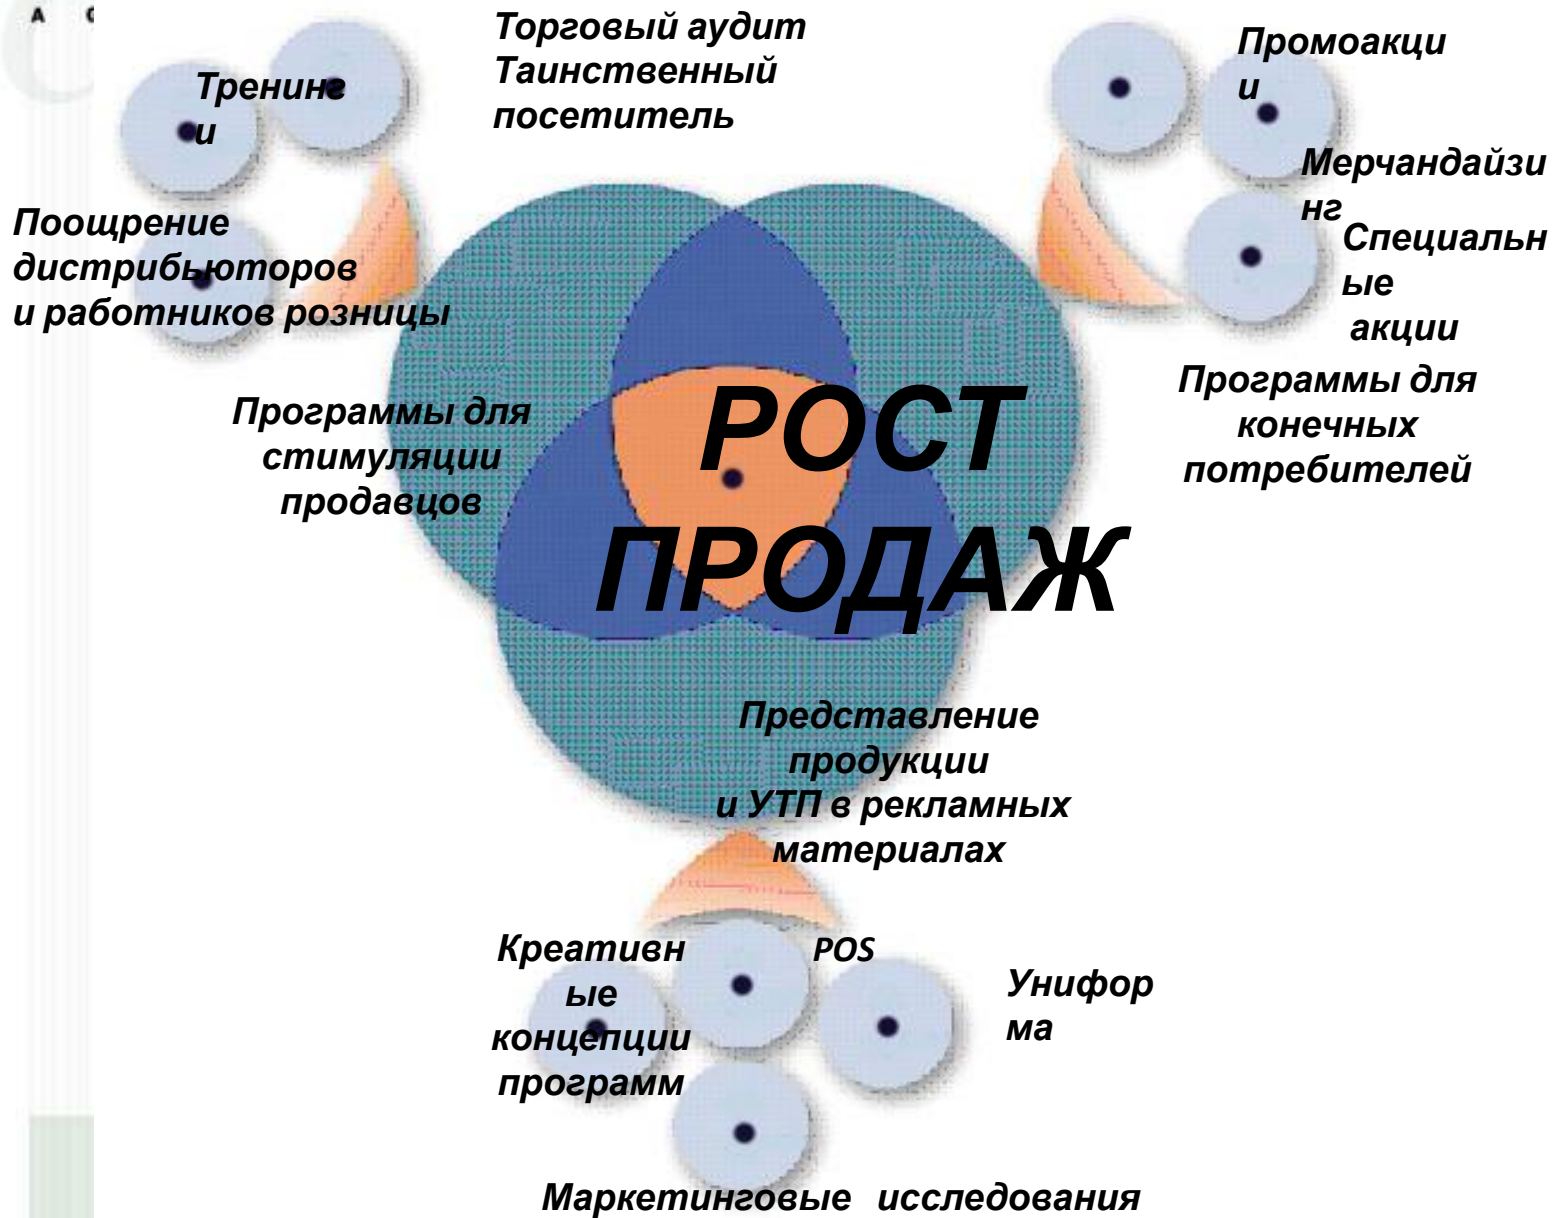 А
Торговый аудит
Таинственный
посетитель
Тренинг
и
Промоакци
и
Мерчандайзи
нг
Поощрение
дистрибьюторов
и работников розницы
Специальн
ые
акции
Программы для
стимуляции
продавцов
Программы для
конечных
потребителей
РОСТ
ПРОДАЖ
Представление
продукции
и УТП в рекламных
материалах
Креативн
ые
концепции
программ
POS
Унифор
ма
Маркетинговые исследования